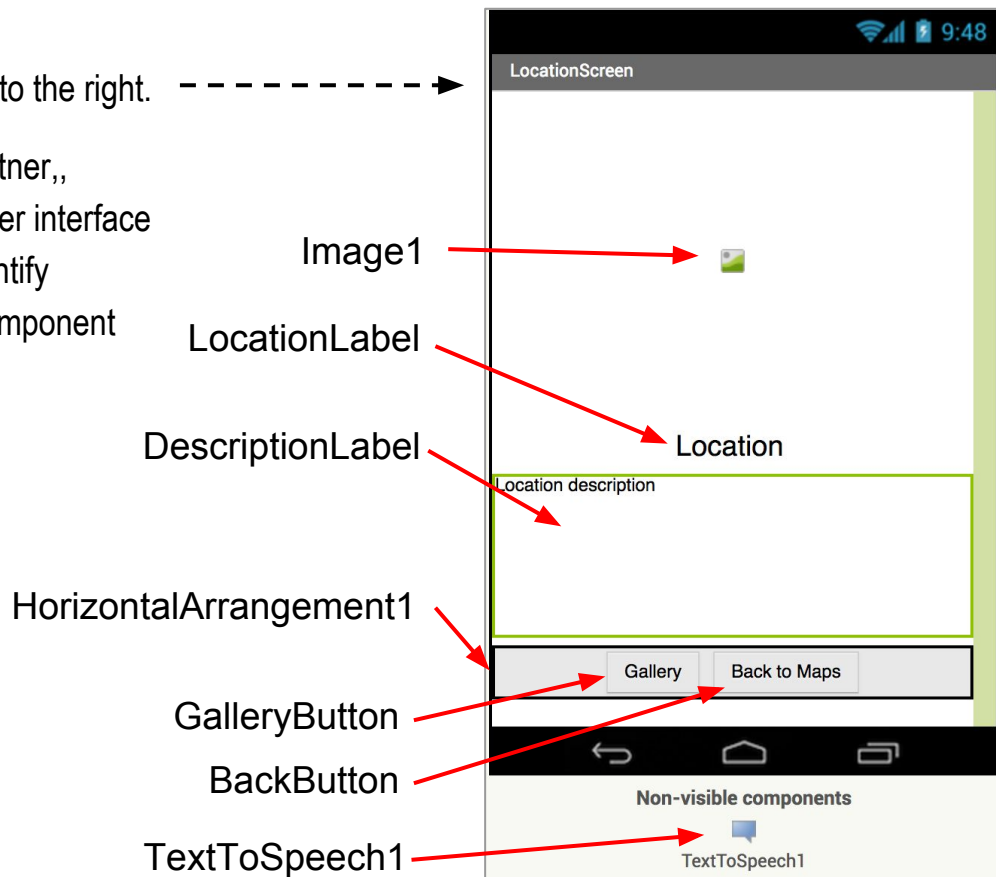 to the right.
tner,,
er interface
ntify
mponent
Image1
LocationLabel
DescriptionLabel
HorizontalArrangement1
GalleryButton
BackButton
TextToSpeech1
9:48
LocationScreen
Location
Location description
Gallery
Back to Maps
Non-visible components
TextToSpeech1